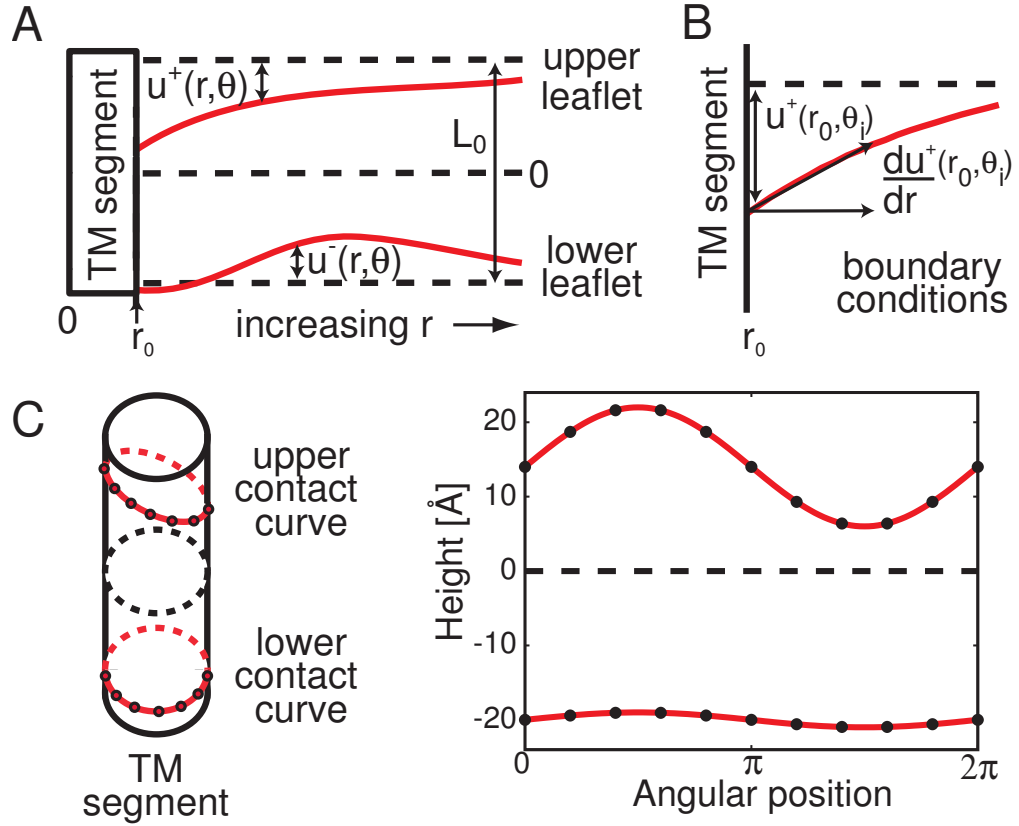 A
TM segment
u⁺(r,θ)
upper
leaflet
L₀
0
u⁻(r,θ)
lower
leaflet
0
r₀
increasing r
B
TM segment
u⁺(r₀,θᵢ)
du⁺(r₀,θᵢ)
dr
boundary
conditions
r₀
C
upper
contact
curve
lower
contact
curve
TM
segment
Height [Å]
20
10
0
-10
-20
0
π
2π
Angular position